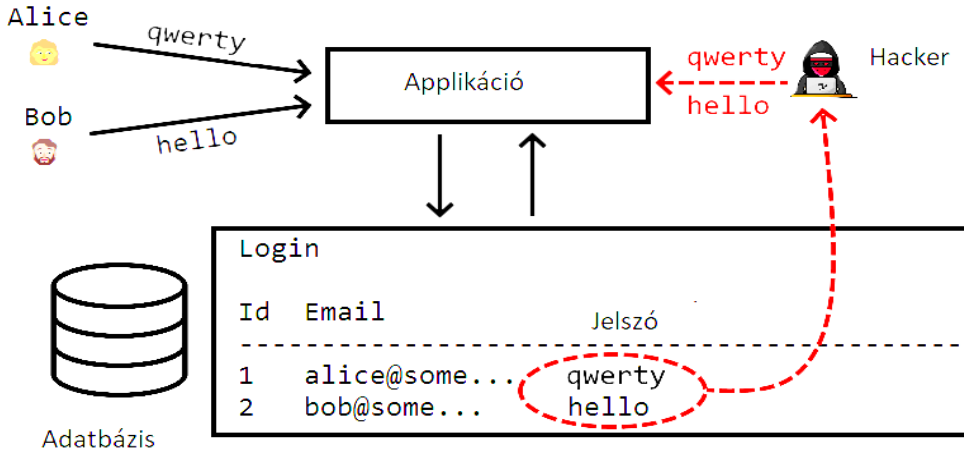 Alice
qwerty
Bob
hello
Applikáció
qwerty
hello
Hacker
Login
Id Email Jelszó
1 alice@some... qwerty
2 bob@some... hello
Adatbázis